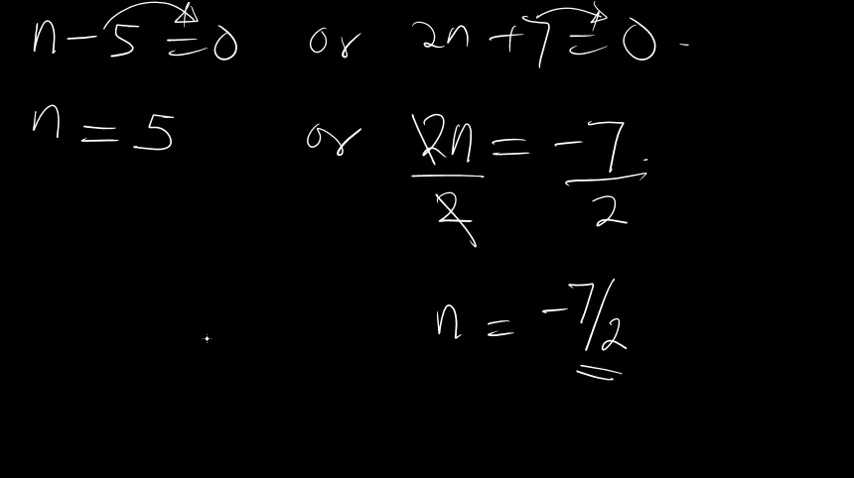 n - 5 = 0 or 2n + 7 = 0
n = 5 or 2n/2 = -7/2
n = -7/2